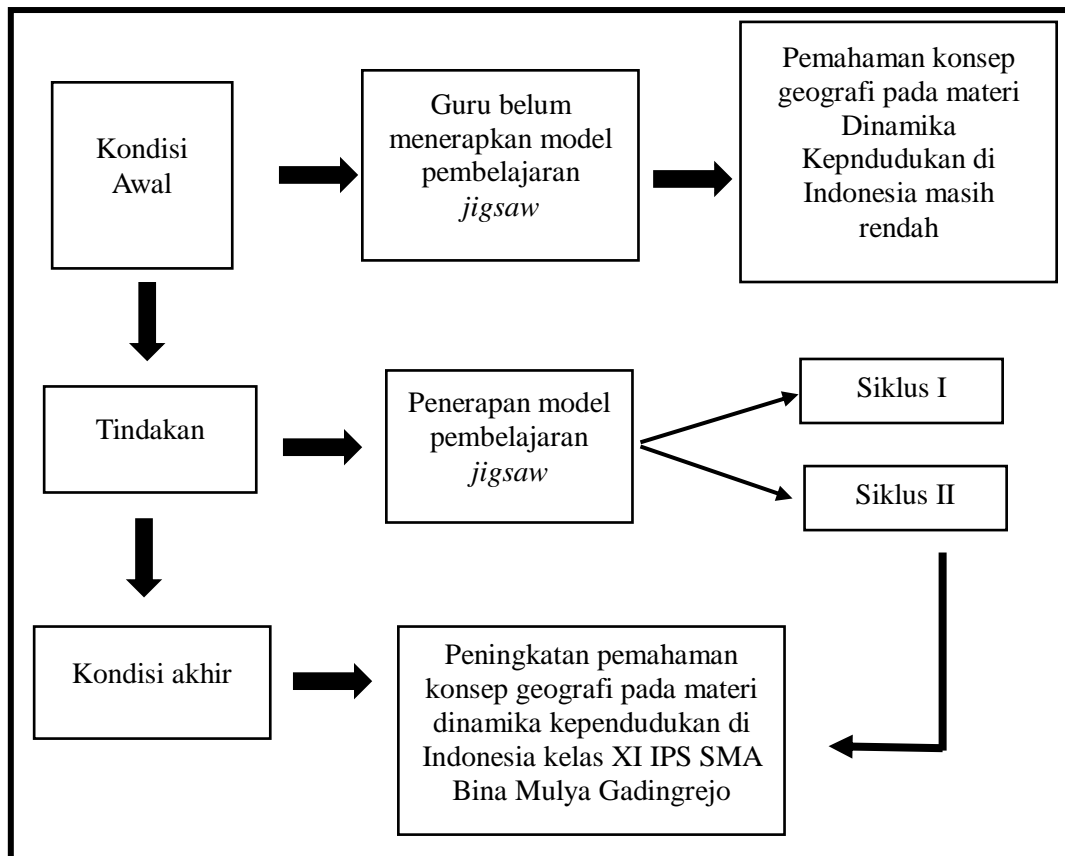 Kondisi
Awal
Guru belum
menerapkan model
pembelajaran
jigsaw
Pemahaman konsep
geografi pada materi
Dinamika
Kepndudukan di
Indonesia masih
rendah
Tindakan
Penerapan model
pembelajaran
jigsaw
Siklus I
Siklus II
Kondisi akhir
Peningkatan pemahaman
konsep geografi pada materi
dinamika kependudukan di
Indonesia kelas XI IPS SMA
Bina Mulya Gadingrejo